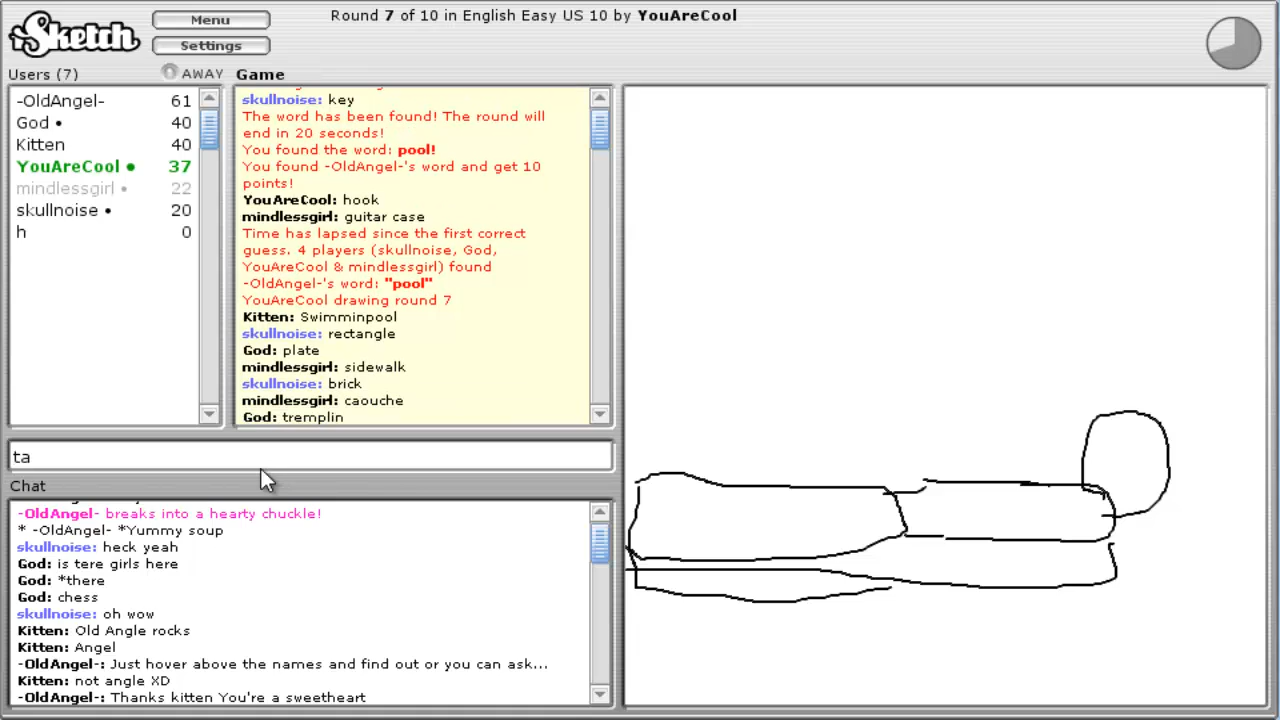 iSketch
Menu
Settings
Round 7 of 10 in English Easy US 10 by YouAreCool
Users (7)
AWAY
Game
-OldAngel- 61
God • 40
Kitten 40
YouAreCool • 37
mindlessgirl • 22
skullnoise • 20
h 0
skullnoise: key
The word has been found! The round will
end in 20 seconds!
You found the word: pool!
You found -OldAngel-'s word and get 10
points!
YouAreCool: hook
mindlessgirl: guitar case
Time has lapsed since the first correct
guess. 4 players (skullnoise, God,
YouAreCool & mindlessgirl) found
-OldAngel-'s word: "pool"
YouAreCool drawing round 7
Kitten: Swimminpool
skullnoise: rectangle
God: plate
mindlessgirl: sidewalk
skullnoise: brick
mindlessgirl: caouche
God: tremplin
ta
Chat
-OldAngel- breaks into a hearty chuckle!
* -OldAngel- *Yummy soup
skullnoise: heck yeah
God: is tere girls here
God: *there
God: chess
skullnoise: oh wow
Kitten: Old Angle rocks
Kitten: Angel
-OldAngel-: Just hover above the names and find out or you can ask...
Kitten: not angle XD
-OldAngel-: Thanks kitten You're a sweetheart